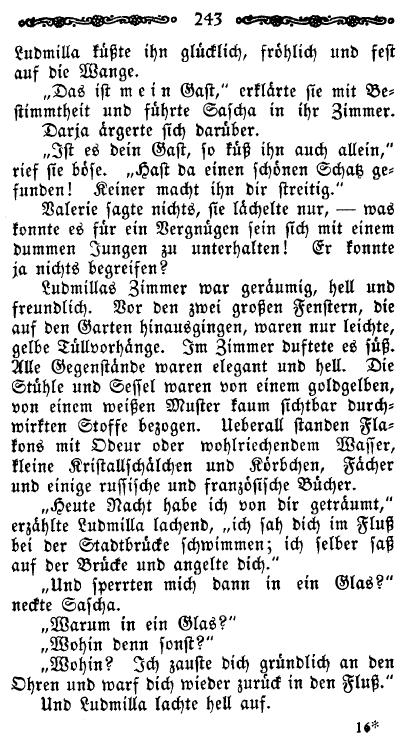 243
Ludmilla küßte ihn glücklich, fröhlich und fest
auf die Wange.
„Das ist mein Gast,“ erklärte sie mit Be-
stimmtheit und führte Sascha in ihr Zimmer.
Darja ärgerte sich darüber.
„Ist es dein Gast, so küß ihn auch allein,“
rief sie böse. „Hast da einen schönen Schatz ge-
funden! Keiner macht ihn dir streitig.“
Valerie sagte nichts, sie lächelte nur, — was
konnte es für ein Vergnügen sein sich mit einem
dummen Jungen zu unterhalten! Er konnte
ja nichts begreifen?
Ludmillas Zimmer war geräumig, hell und
freundlich. Vor den zwei großen Fenstern, die
auf den Garten hinausgingen, waren nur leichte,
gelbe Tüllvorhänge. Im Zimmer duftete es süß.
Alle Gegenstände waren elegant und hell. Die
Stühle und Sessel waren von einem goldgelben,
von einem weißen Muster kaum sichtbar durch-
wirkten Stoffe bezogen. Ueberall standen Fla-
kons mit Odeur oder wohlriechendem Wasser,
kleine Kristallschälchen und Körbchen, Fächer
und einige russische und französische Bücher.
„Heute Nacht habe ich von dir geträumt,“
erzählte Ludmilla lachend, „ich sah dich im Fluß
bei der Stadtbrücke schwimmen; ich selber saß
auf der Brücke und angelte dich.“
„Und sperrten mich dann in ein Glas?“
neckte Sascha.
„Warum in ein Glas?“
„Wohin denn sonst?“
„Wohin? Ich zauste dich gründlich an den
Ohren und warf dich wieder zurück in den Fluß.“
Und Ludmilla lachte hell auf.
16*